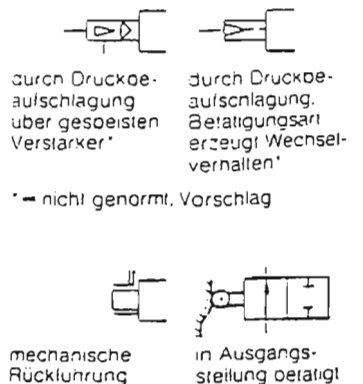 durch Druckbe-
aufschlagung
über gespeisten
Verstärker*
durch Druckbe-
aufschlagung.
Betätigungsart
erzeugt Wechsel-
verhalten*
* = nicht genormt, Vorschlag
mechanische
Rückführung
in Ausgangs-
stellung betätigt